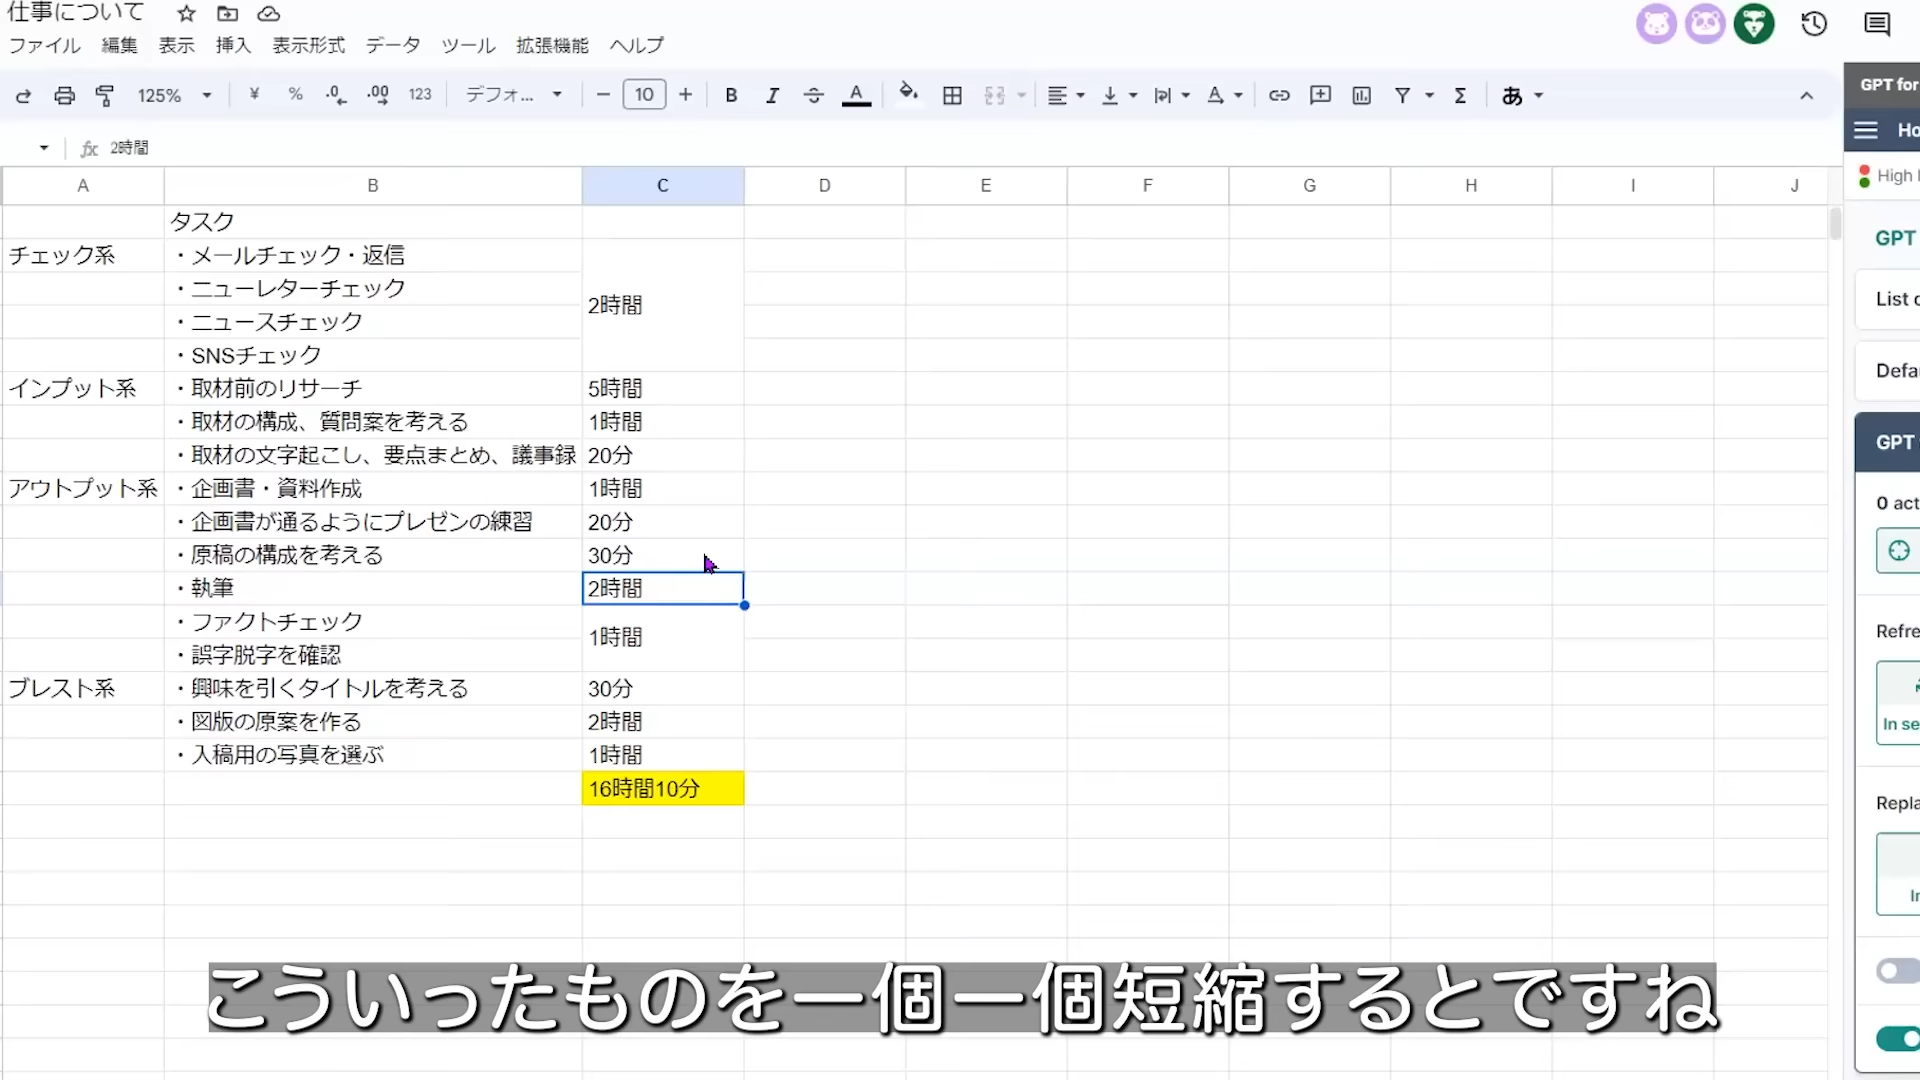 仕事について
ファイル 編集 表示 挿入 表示形式 データ ツール 拡張機能 ヘルプ
125% ¥ % .0 .00 123 デフォ... 10 B I A Σ あ
fx 2時間
A B C D E F G H I J
タスク
チェック系 ・メールチェック・返信
・ニューレターチェック
2時間
・ニュースチェック
・SNSチェック
インプット系 ・取材前のリサーチ 5時間
・取材の構成、質問案を考える 1時間
・取材の文字起こし、要点まとめ、議事録 20分
アウトプット系 ・企画書・資料作成 1時間
・企画書が通るようにプレゼンの練習 20分
・原稿の構成を考える 30分
・執筆 2時間
・ファクトチェック
1時間
・誤字脱字を確認
ブレスト系 ・興味を引くタイトルを考える 30分
・図版の原案を作る 2時間
・入稿用の写真を選ぶ 1時間
16時間10分
GPT for
Ho
High
GPT
List
Defa
GPT
0 act
Refre
In se
Repla
In
こういったものを一個一個短縮するとですね